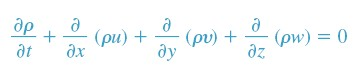 ∂ρ/∂t + ∂/∂x (ρu) + ∂/∂y (ρv) + ∂/∂z (ρw) = 0